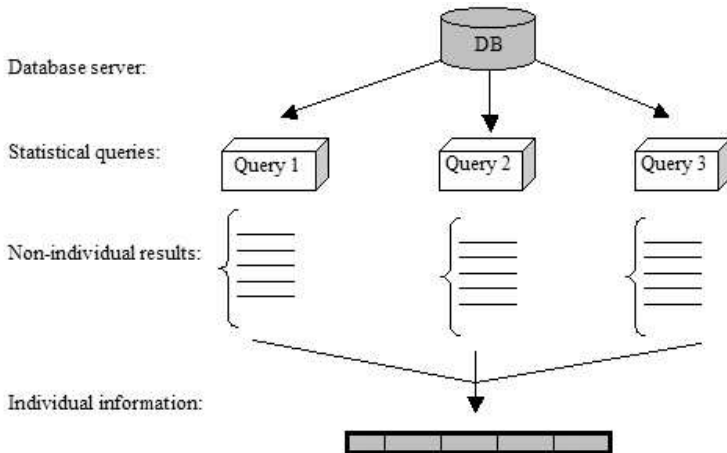 DB
Database server:
Statistical queries:
Query 1
Query 2
Query 3
Non-individual results:
Individual information: